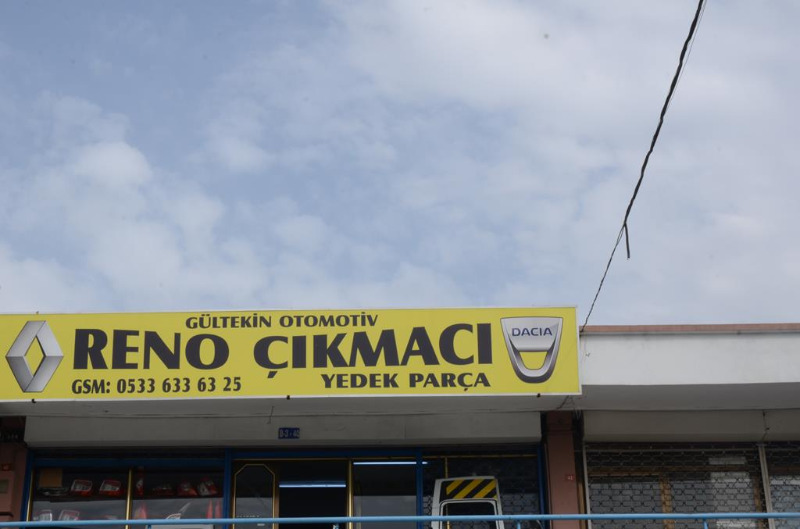 GÜLTEKİN OTOMOTİV
RENO ÇIKMACI
GSM: 0533 633 63 25
YEDEK PARÇA
DACIA